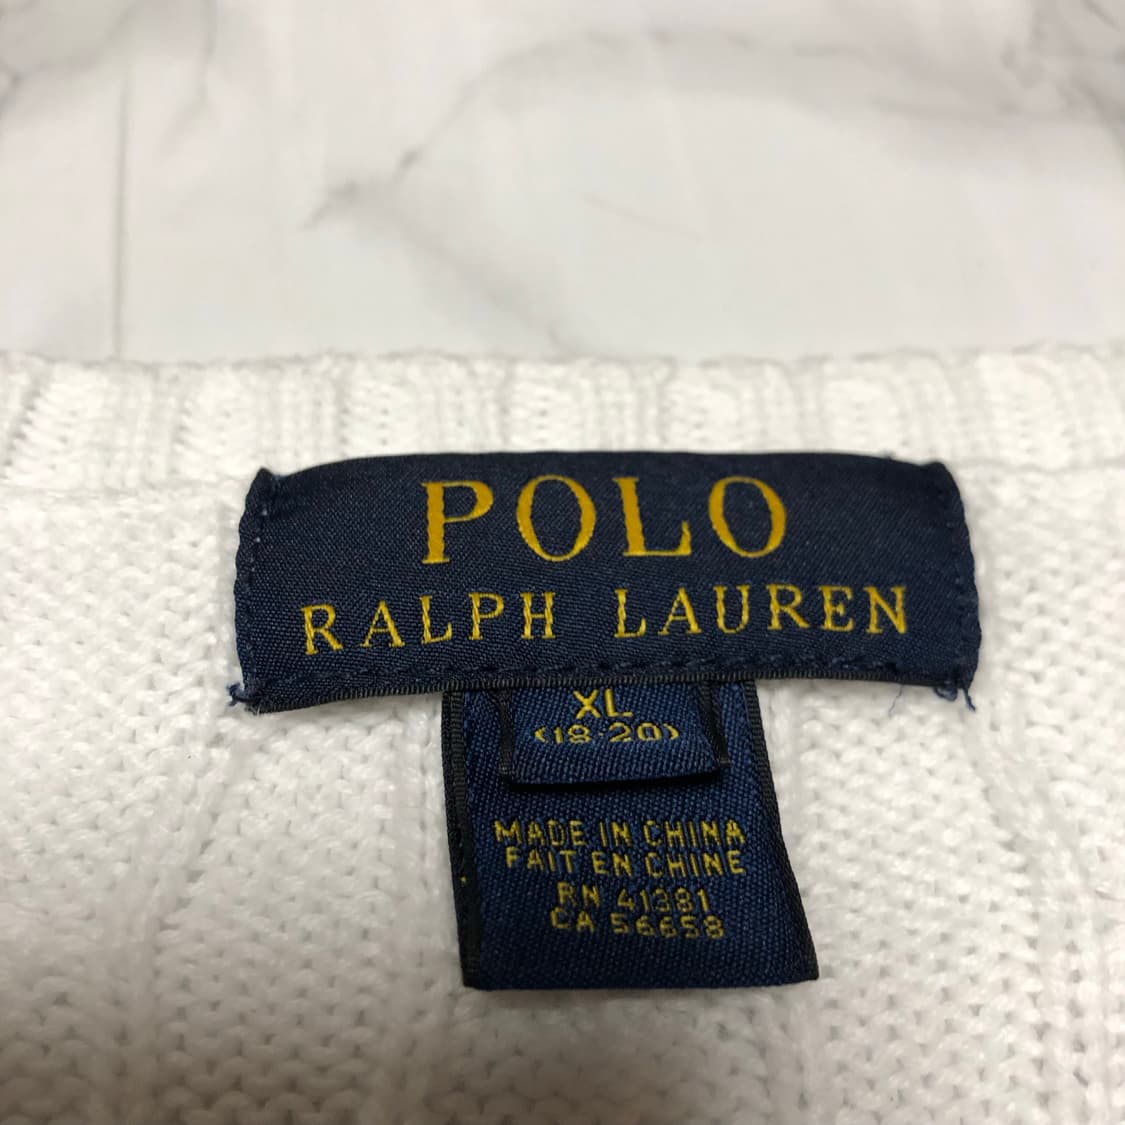 POLO
RALPH LAUREN
XL
(18-20)
MADE IN CHINA
FAIT EN CHINE
RN 41381
CA 56658